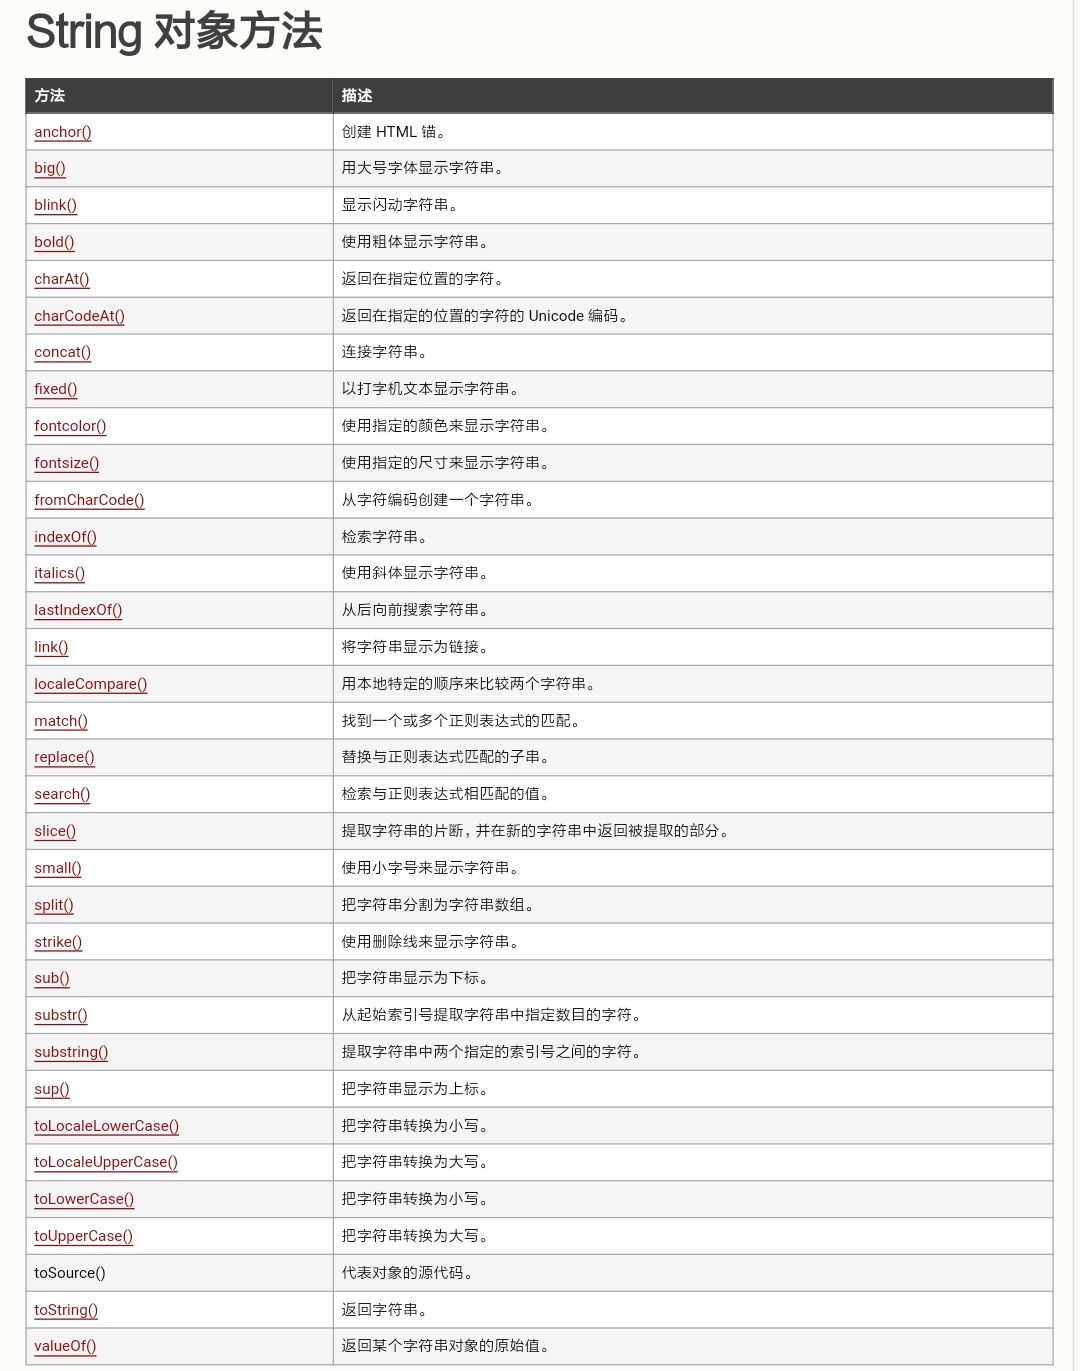 String 对象方法
方法 描述
anchor() 创建 HTML 锚。
big() 用大号字体显示字符串。
blink() 显示闪动字符串。
bold() 使用粗体显示字符串。
charAt() 返回在指定位置的字符。
charCodeAt() 返回在指定的位置的字符的 Unicode 编码。
concat() 连接字符串。
fixed() 以打字机文本显示字符串。
fontcolor() 使用指定的颜色来显示字符串。
fontsize() 使用指定的尺寸来显示字符串。
fromCharCode() 从字符编码创建一个字符串。
indexOf() 检索字符串。
italics() 使用斜体显示字符串。
lastIndexOf() 从后向前搜索字符串。
link() 将字符串显示为链接。
localeCompare() 用本地特定的顺序来比较两个字符串。
match() 找到一个或多个正则表达式的匹配。
replace() 替换与正则表达式匹配的子串。
search() 检索与正则表达式相匹配的值。
slice() 提取字符串的片断，并在新的字符串中返回被提取的部分。
small() 使用小字号来显示字符串。
split() 把字符串分割为字符串数组。
strike() 使用删除线来显示字符串。
sub() 把字符串显示为下标。
substr() 从起始索引号提取字符串中指定数目的字符。
substring() 提取字符串中两个指定的索引号之间的字符。
sup() 把字符串显示为上标。
toLocaleLowerCase() 把字符串转换为小写。
toLocaleUpperCase() 把字符串转换为大写。
toLowerCase() 把字符串转换为小写。
toUpperCase() 把字符串转换为大写。
toSource() 代表对象的源代码。
toString() 返回字符串。
valueOf() 返回某个字符串对象的原始值。